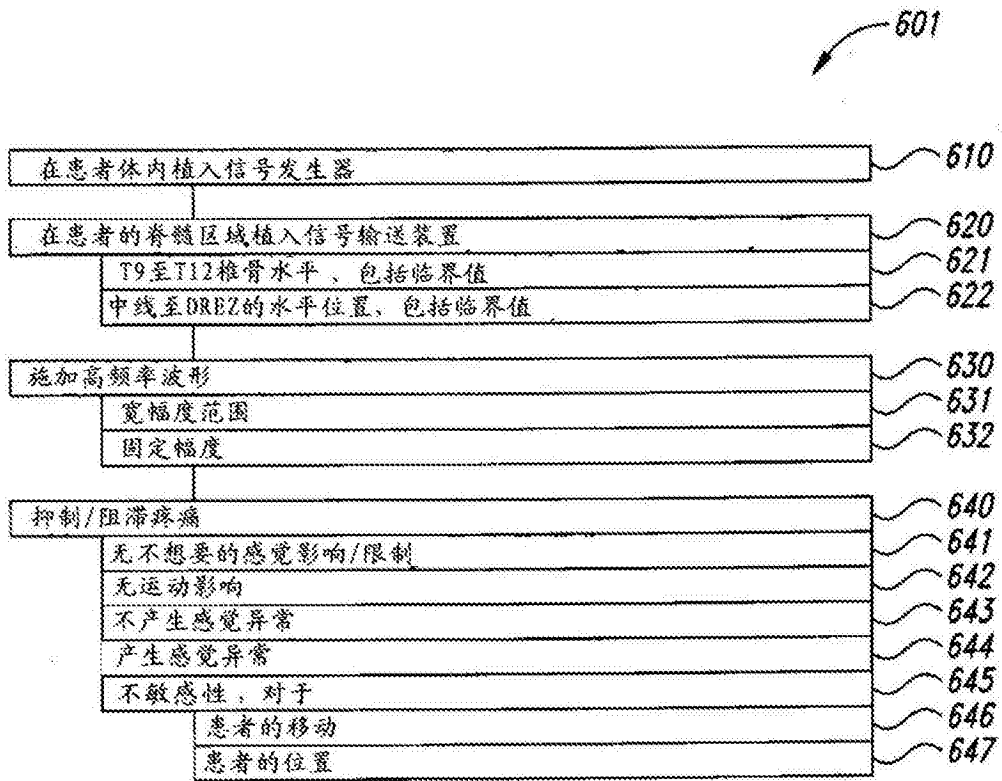 601
在患者体内植入信号发生器 610
在患者的脊髓区域植入信号输送装置 620
T9至T12椎骨水平、包括临界值 621
中线至DREZ的水平位置、包括临界值 622
施加高频率波形 630
宽幅度范围 631
固定幅度 632
抑制/阻滞疼痛 640
无不想要的感觉影响/限制 641
无运动影响 642
不产生感觉异常 643
产生感觉异常 644
不敏感性、对于 645
患者的移动 646
患者的位置 647